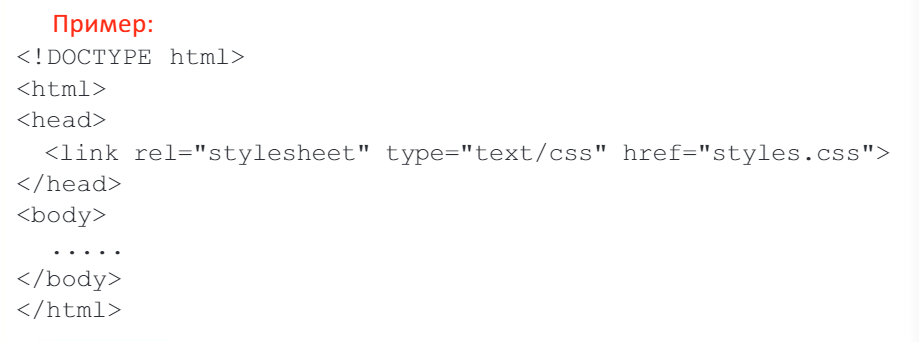 Пример:
<!DOCTYPE html>
<html>
<head>
<link rel="stylesheet" type="text/css" href="styles.css">
</head>
<body>
.....
</body>
</html>